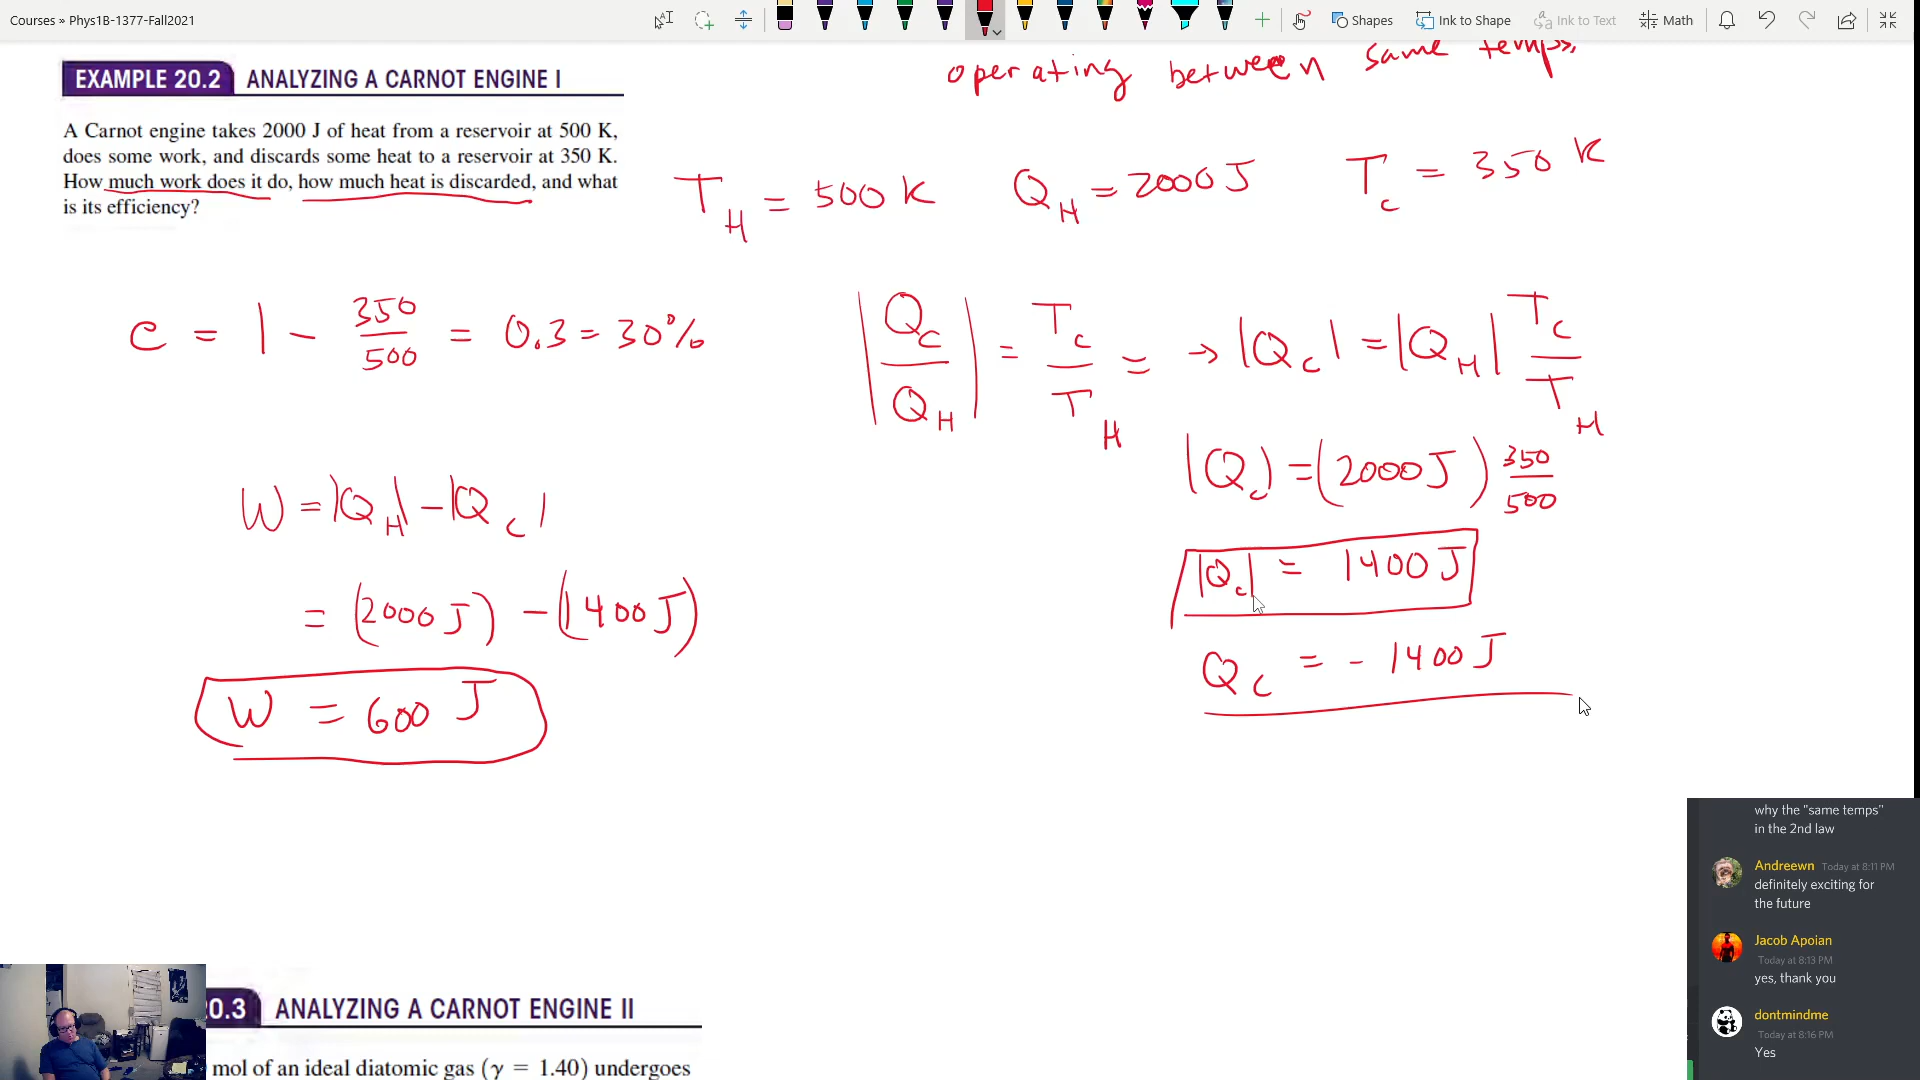 Courses » Phys1B-1377-Fall2021
Shapes
Ink to Shape
Ink to Text
Math
operating between same temps.
EXAMPLE 20.2 ANALYZING A CARNOT ENGINE I
A Carnot engine takes 2000 J of heat from a reservoir at 500 K,
does some work, and discards some heat to a reservoir at 350 K.
How much work does it do, how much heat is discarded, and what
is its efficiency?
T_H = 500 K Q_H = 2000 J T_C = 350 K
e = 1 - 350/500 = 0.3 = 30%
|Q_C/Q_H| = T_C/T_H = → |Q_C| = |Q_H| T_C/T_H
|Q_C) = (2000 J) 350/500
|Q_C| = 1400 J
Q_C = - 1400 J
W = |Q_H| - |Q_C|
= (2000 J) - (1400 J)
W = 600 J
0.3 ANALYZING A CARNOT ENGINE II
mol of an ideal diatomic gas (γ = 1.40) undergoes
why the "same temps"
in the 2nd law
Andreewn Today at 8:11 PM
definitely exciting for
the future
Jacob Apoian
Today at 8:13 PM
yes, thank you
dontmindme
Today at 8:16 PM
Yes